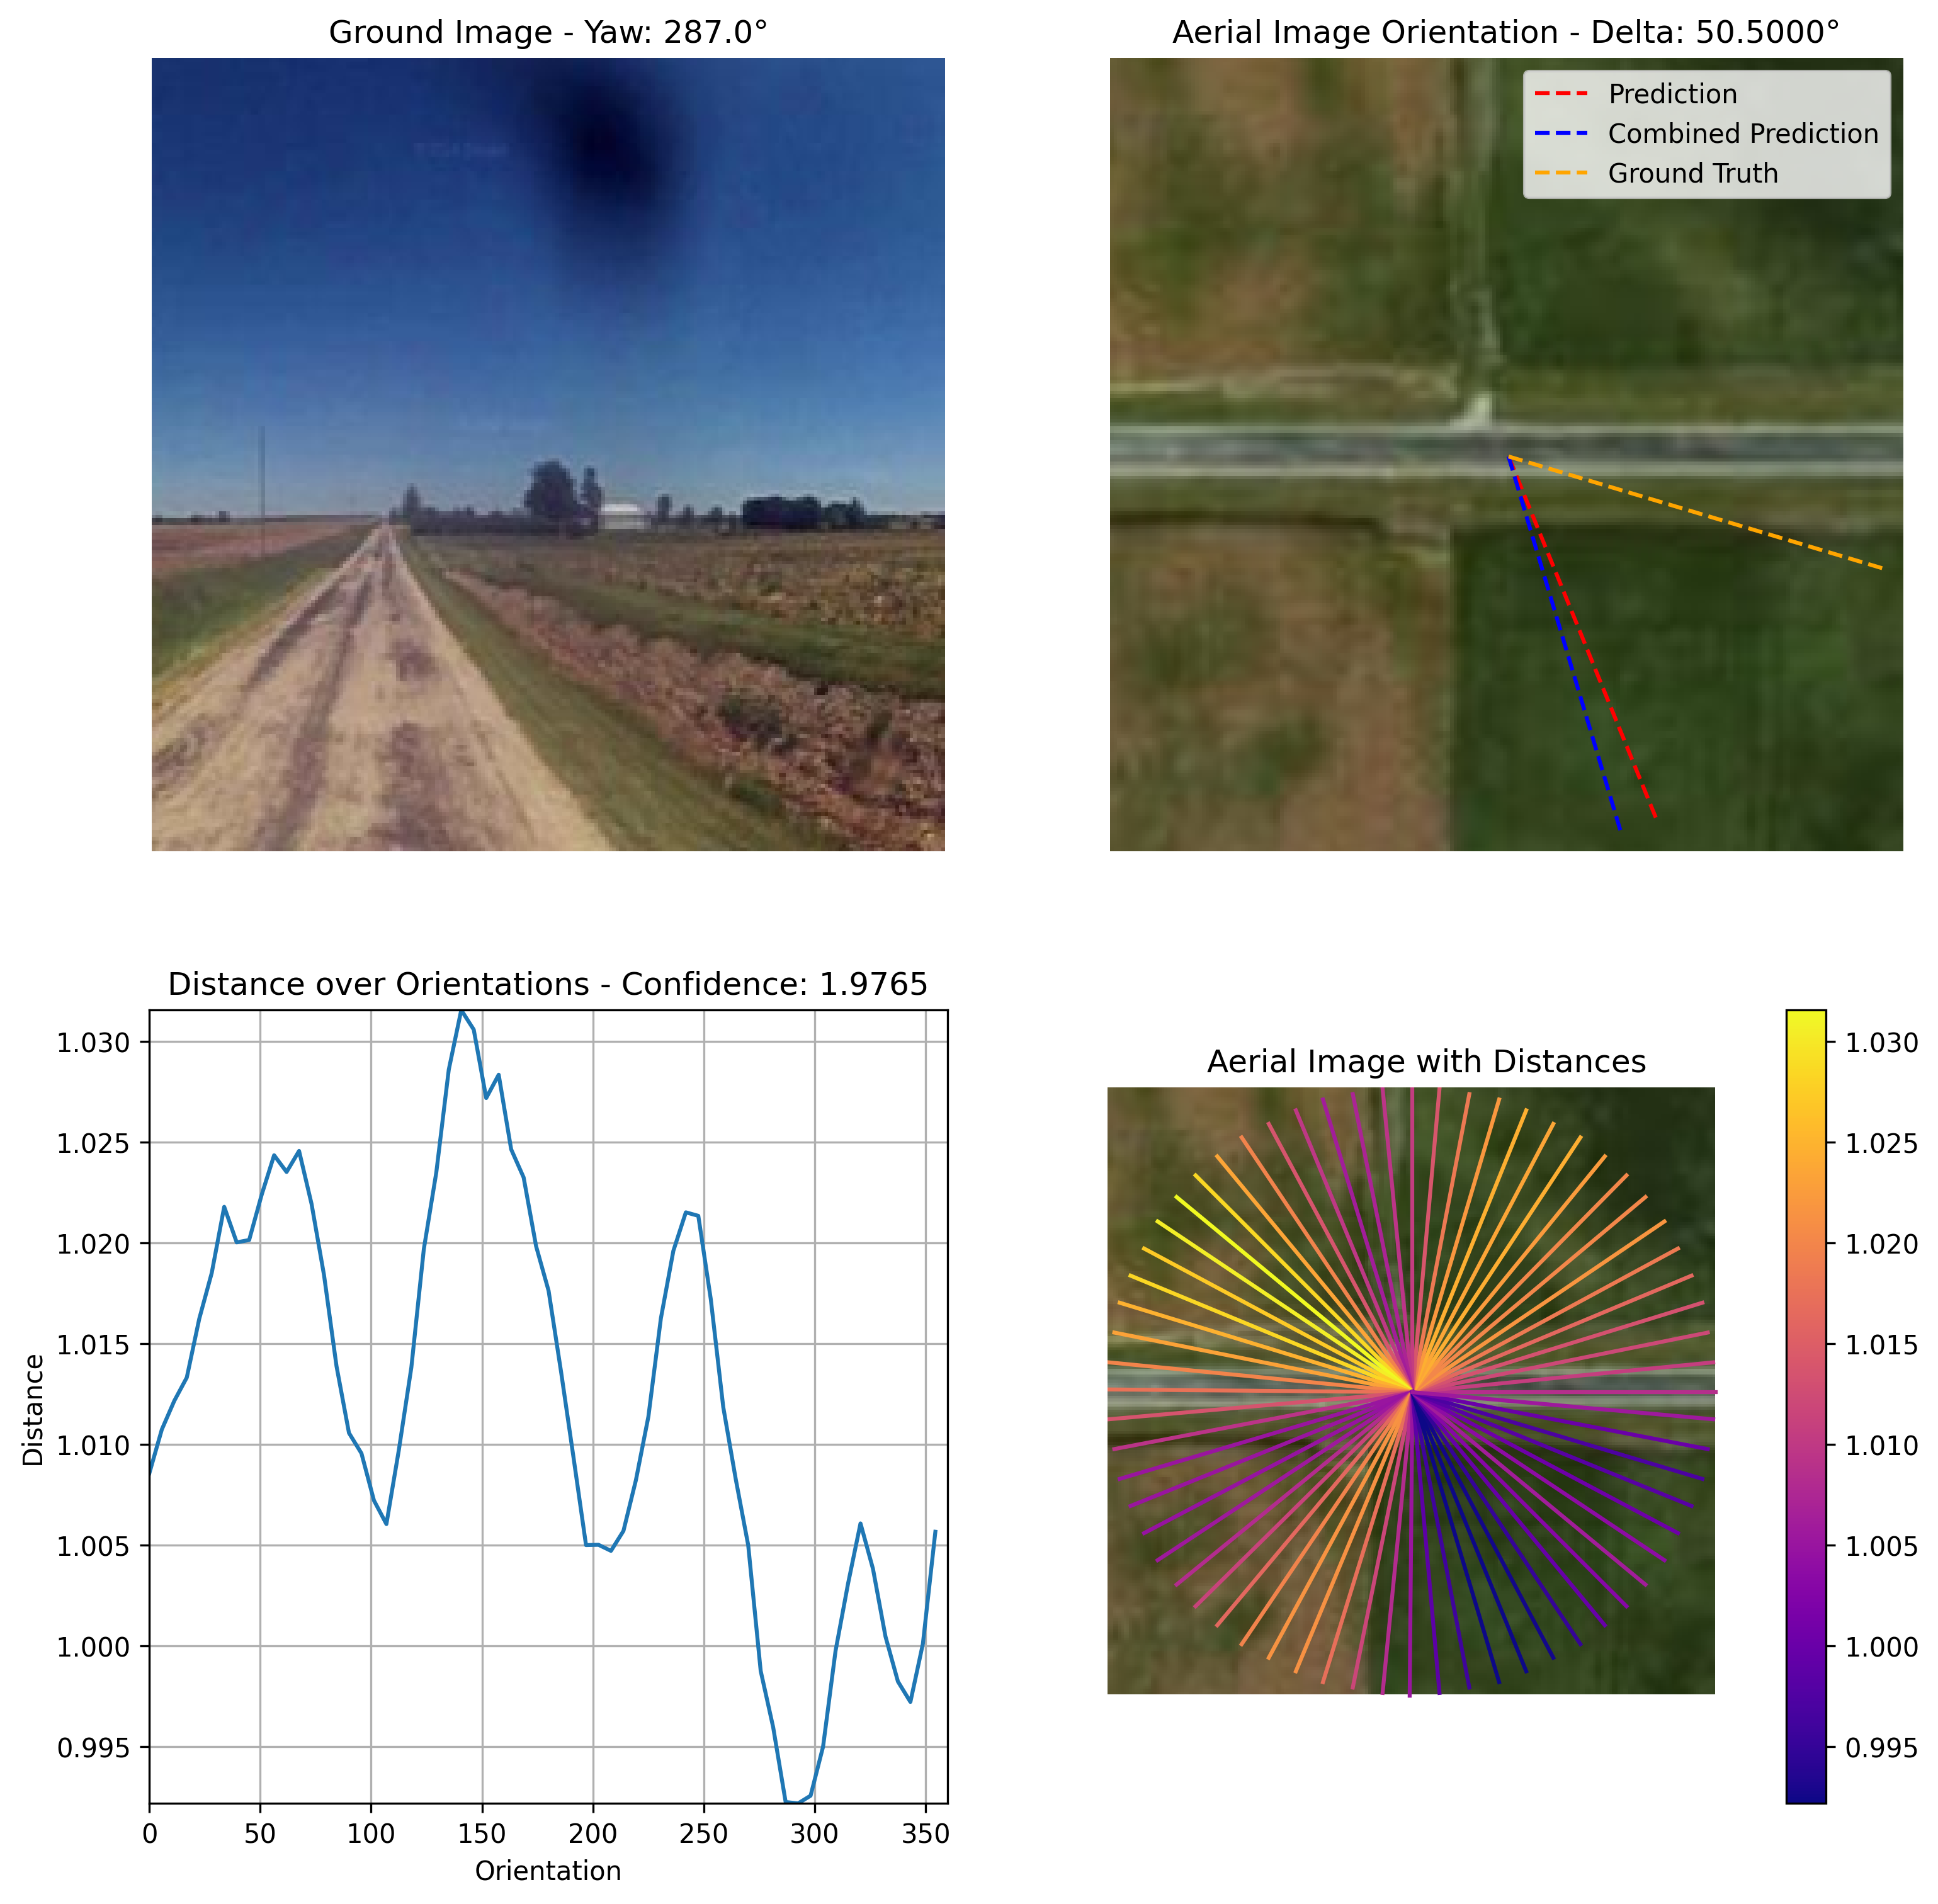 Ground Image - Yaw: 287.0°
Aerial Image Orientation - Delta: 50.5000°
Prediction
Combined Prediction
Ground Truth
Distance over Orientations - Confidence: 1.9765
1.030
1.025
1.020
1.015
1.010
1.005
1.000
0.995
Distance
0
50
100
150
200
250
300
350
Orientation
Aerial Image with Distances
1.030
1.025
1.020
1.015
1.010
1.005
1.000
0.995